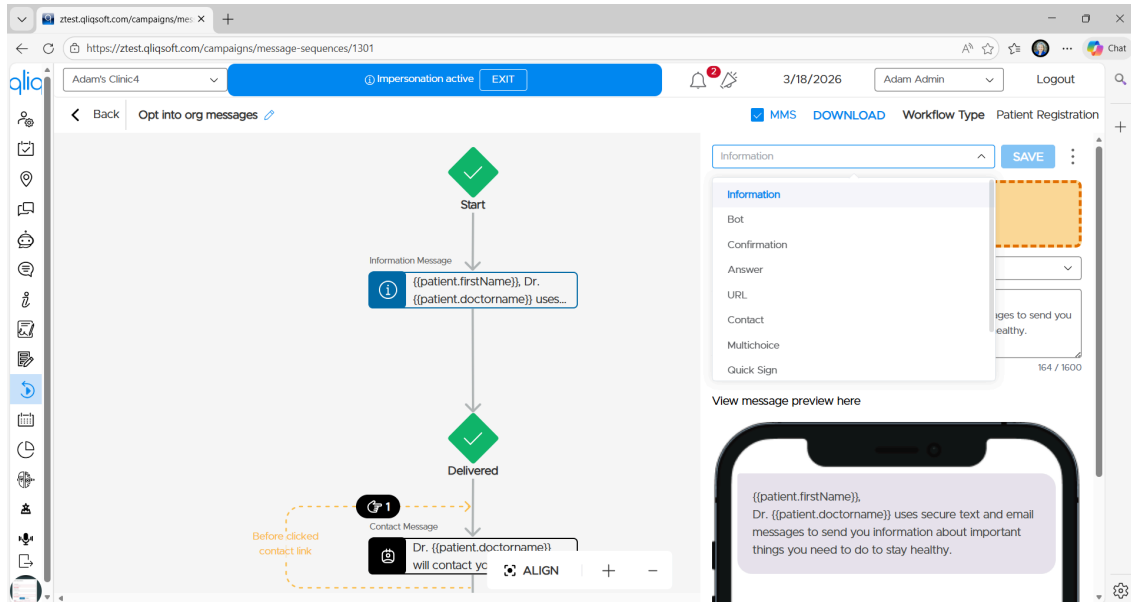 ztest.qliqsoft.com/campaigns/mes
https://ztest.qliqsoft.com/campaigns/message-sequences/1301
Chat
qliq
Adam's Clinic4
Impersonation active
EXIT
2
3/18/2026
Adam Admin
Logout
Back
Opt into org messages
MMS
DOWNLOAD
Workflow Type
Patient Registration
Information
SAVE
Information
Bot
Confirmation
Answer
URL
Contact
Multichoice
Quick Sign
ges to send you
ealthy.
164 / 1600
View message preview here
{{patient.firstName}},
Dr. {{patient.doctorname}} uses secure text and email
messages to send you information about important
things you need to do to stay healthy.
Start
Information Message
{{patient.firstName}}, Dr.
{{patient.doctorname}} uses...
Delivered
1
Before clicked
contact link
Contact Message
Dr. {{patient.doctorname}}
will contact yo
ALIGN